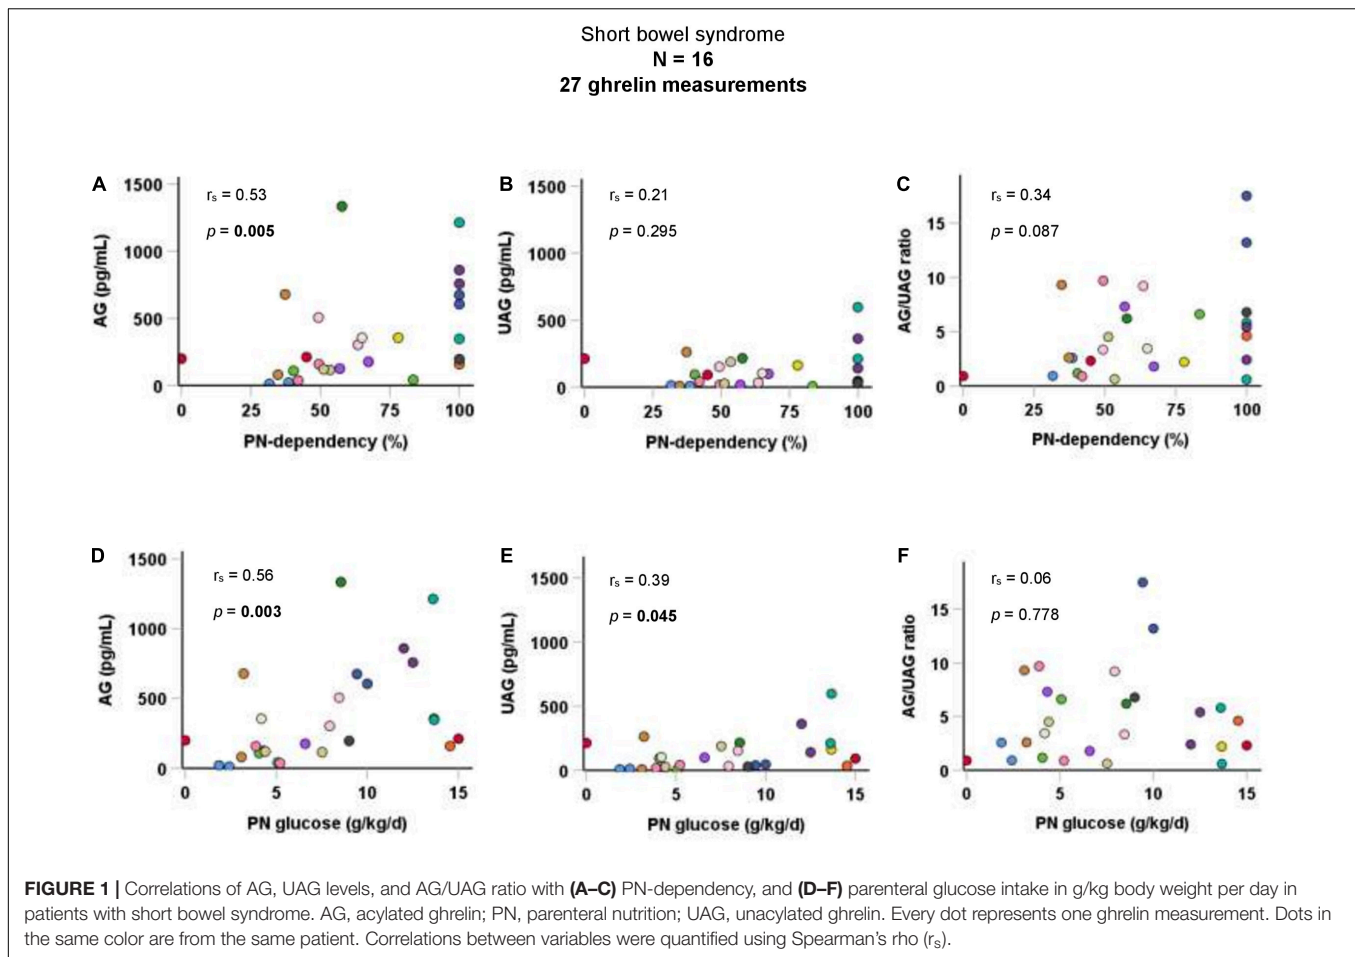 Short bowel syndrome
N = 16
27 ghrelin measurements
A
1500
1000
500
0
AG (pg/mL)
rs = 0.53
p = 0.005
0 25 50 75 100
PN-dependency (%)
B
1500
1000
500
0
UAG (pg/mL)
rs = 0.21
p = 0.295
0 25 50 75 100
PN-dependency (%)
C
15
10
5
0
AG/UAG ratio
rs = 0.34
p = 0.087
0 25 50 75 100
PN-dependency (%)
D
1500
1000
500
0
AG (pg/mL)
rs = 0.56
p = 0.003
0 5 10 15
PN glucose (g/kg/d)
E
1500
1000
500
0
UAG (pg/mL)
rs = 0.39
p = 0.045
0 5 10 15
PN glucose (g/kg/d)
F
15
10
5
0
AG/UAG ratio
rs = 0.06
p = 0.778
0 5 10 15
PN glucose (g/kg/d)
FIGURE 1 | Correlations of AG, UAG levels, and AG/UAG ratio with (A–C) PN-dependency, and (D–F) parenteral glucose intake in g/kg body weight per day in
patients with short bowel syndrome. AG, acylated ghrelin; PN, parenteral nutrition; UAG, unacylated ghrelin. Every dot represents one ghrelin measurement. Dots in
the same color are from the same patient. Correlations between variables were quantified using Spearman's rho (rs).